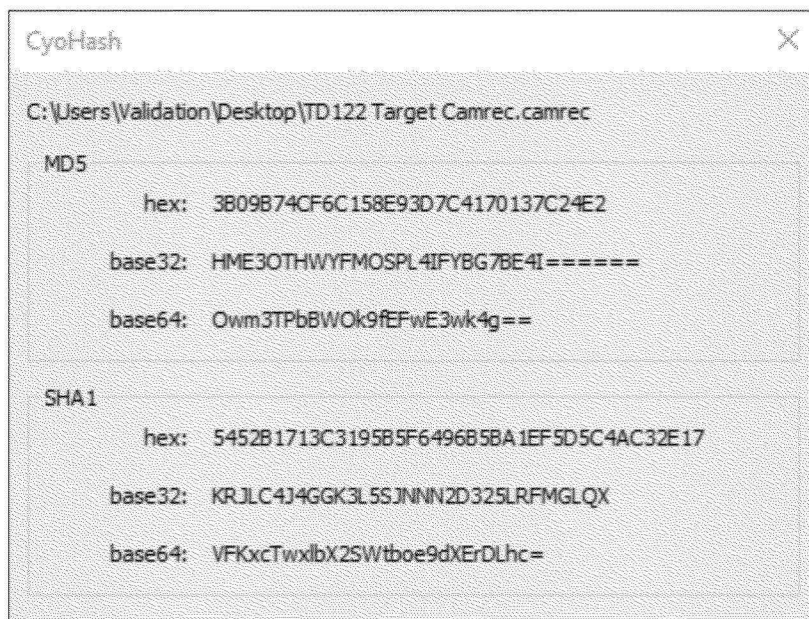 CyoHash
C:\Users\Validation\Desktop\TD122 Target Camrec.camrec
MD5
hex: 3B09B74CF6C158E93D7C4170137C24E2
base32: HME3OTHWYFMOSPL4IFYBG7BE4I======
base64: Owm3TPbBWOk9fEFwE3wk4g==
SHA1
hex: 5452B1713C3195B5F6496B5BA1EF5D5C4AC32E17
base32: KRJLC4J4GGK3L5SJNNN2D325LRFMGLQX
base64: VFKxcTwxlbX2SWtboe9dXErDLhc=